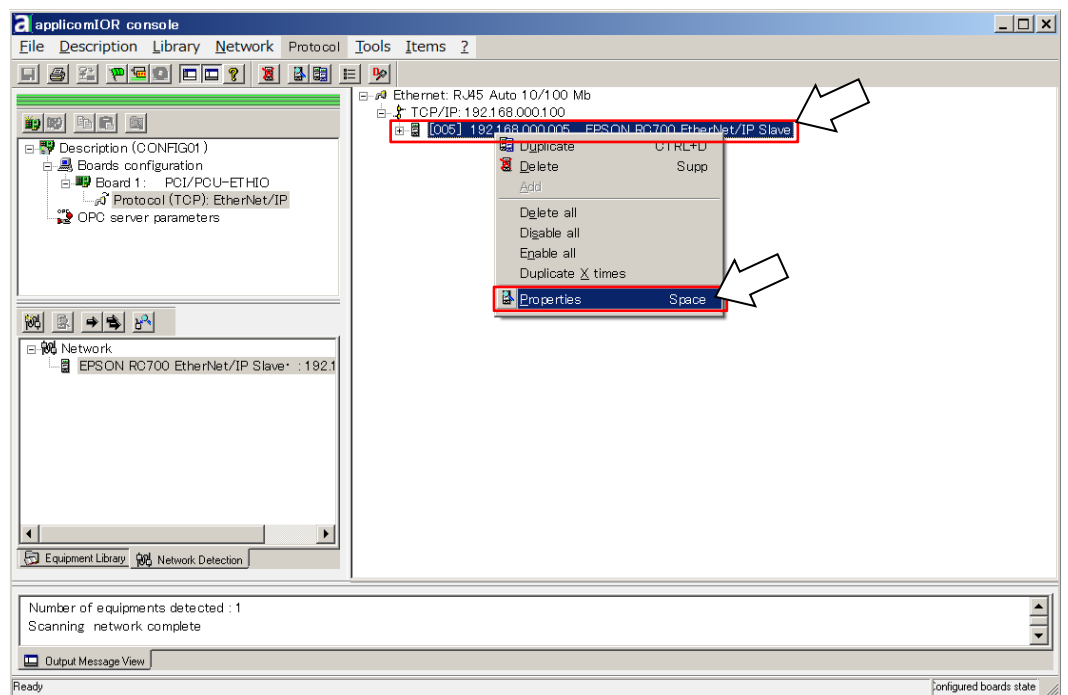 applicomIOR console
File Description Library Network Protocol Tools Items ?
Description (CONFIG01)
Boards configuration
Board 1: PCI/PCU-ETHIO
Protocol (TCP): EtherNet/IP
OPC server parameters
Network
EPSON RC700 EtherNet/IP Slave・ : 192.1
Equipment Library
Network Detection
Ethernet: RJ45 Auto 10/100 Mb
TCP/IP: 192.168.000.100
[005] 192.168.000.005 EPSON RC700 EtherNet/IP Slave
Duplicate CTRL+D
Delete Supp
Add
Delete all
Disable all
Enable all
Duplicate X times
Properties Space
Number of equipments detected : 1
Scanning network complete
Output Message View
Ready
Configured boards state